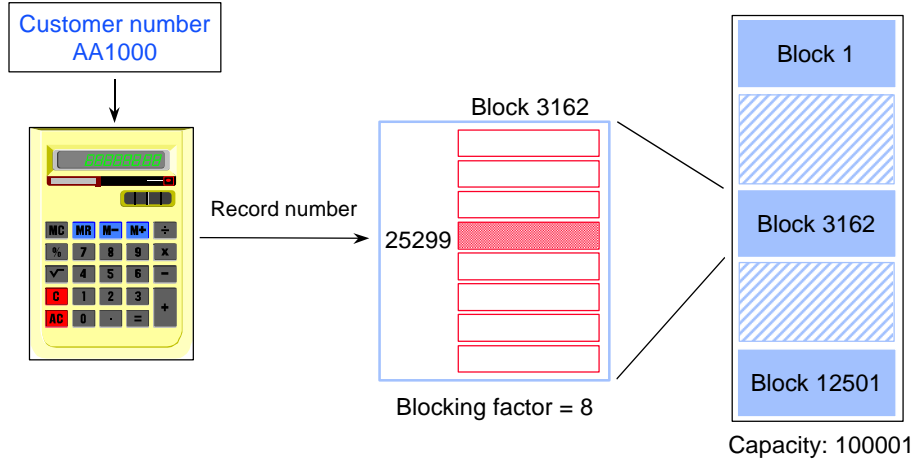 Customer number
AA1000
Block 1
Block 3162
Record number
25299
Block 3162
MC MR M– M+ ÷
% 7 8 9 x
√ 4 5 6 –
C 1 2 3 +
AC 0 · =
Block 12501
Blocking factor = 8
Capacity: 100001